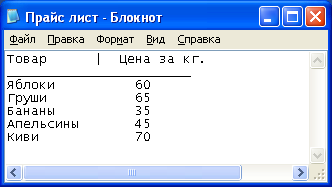 Прайс лист - Блокнот
Файл Правка Формат Вид Справка
Товар | Цена за кг.
Яблоки 60
Груши 65
Бананы 35
Апельсины 45
Киви 70